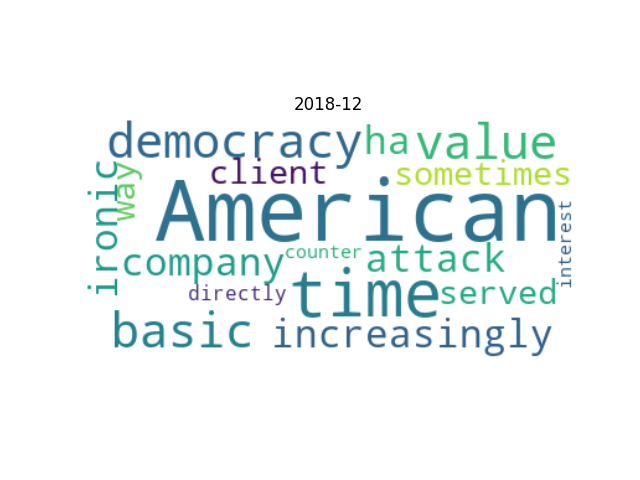 2018-12
democracy ha value
client sometimes
ironic way
American
interest
company counter attack
directly time served
basic increasingly